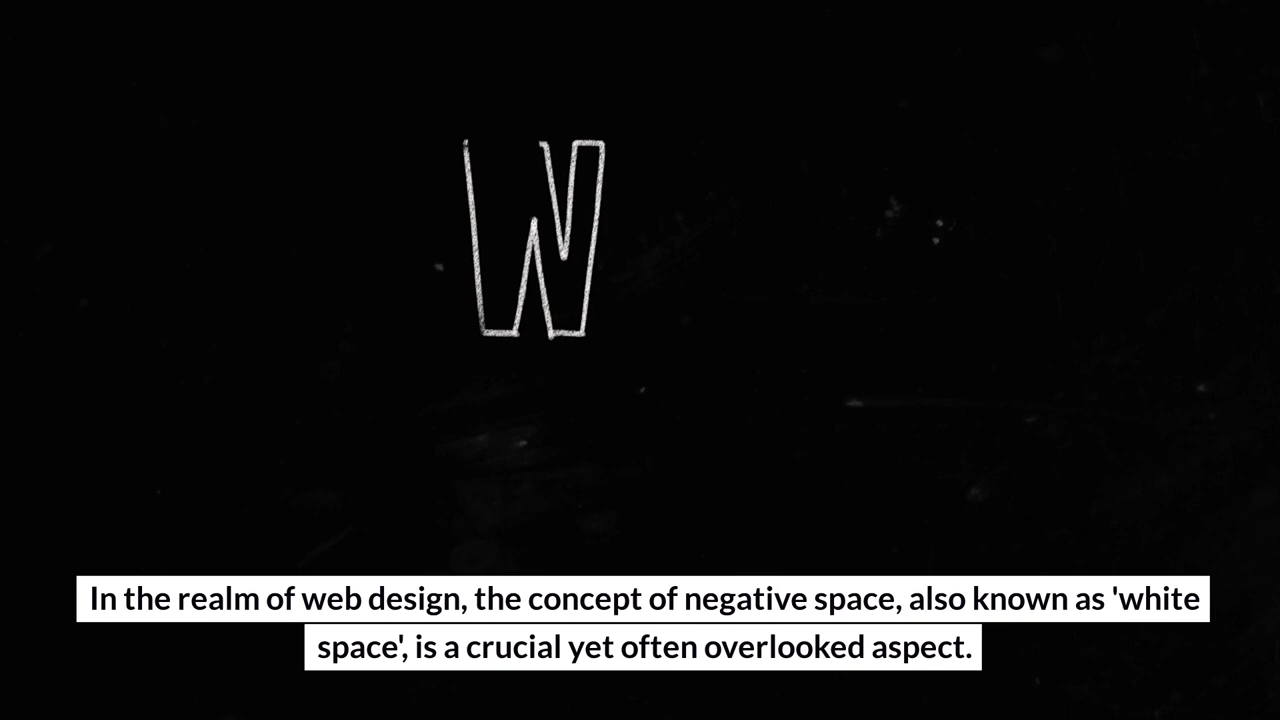 W
In the realm of web design, the concept of negative space, also known as 'white
space', is a crucial yet often overlooked aspect.